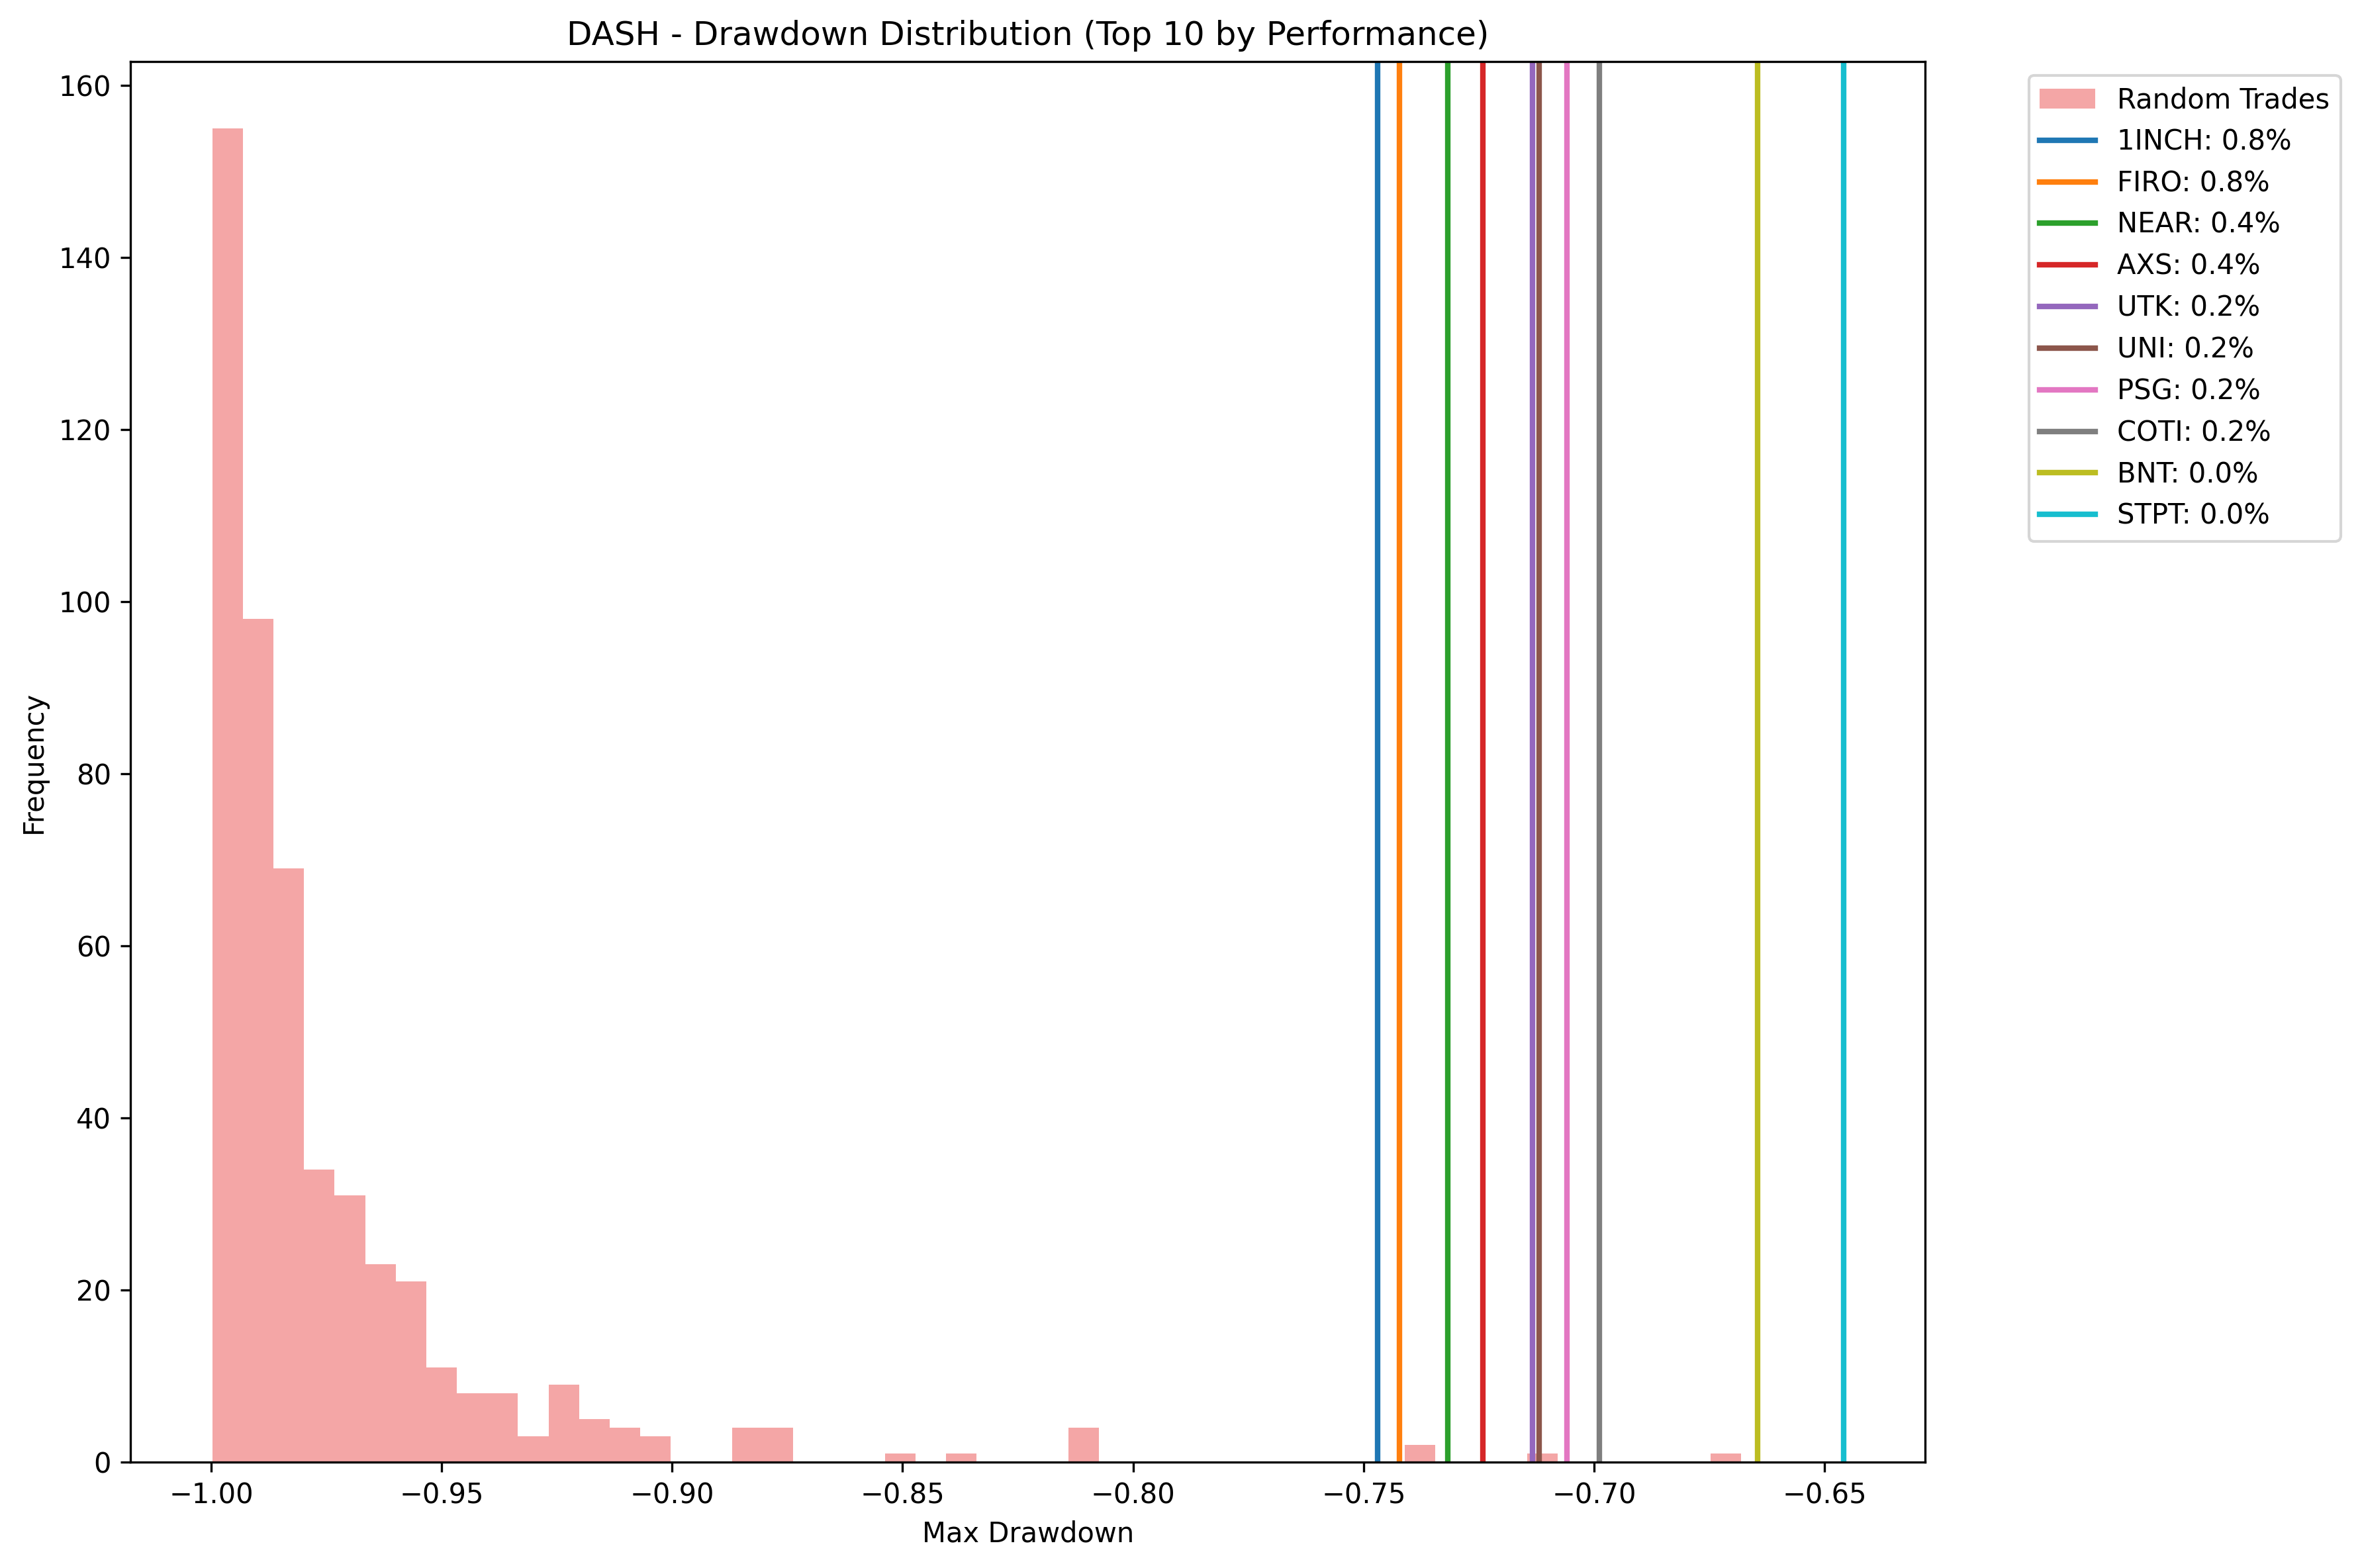 DASH - Drawdown Distribution (Top 10 by Performance)
160
140
120
100
80
60
40
20
0
Frequency
−1.00
−0.95
−0.90
−0.85
−0.80
−0.75
−0.70
−0.65
Max Drawdown
Random Trades
1INCH: 0.8%
FIRO: 0.8%
NEAR: 0.4%
AXS: 0.4%
UTK: 0.2%
UNI: 0.2%
PSG: 0.2%
COTI: 0.2%
BNT: 0.0%
STPT: 0.0%